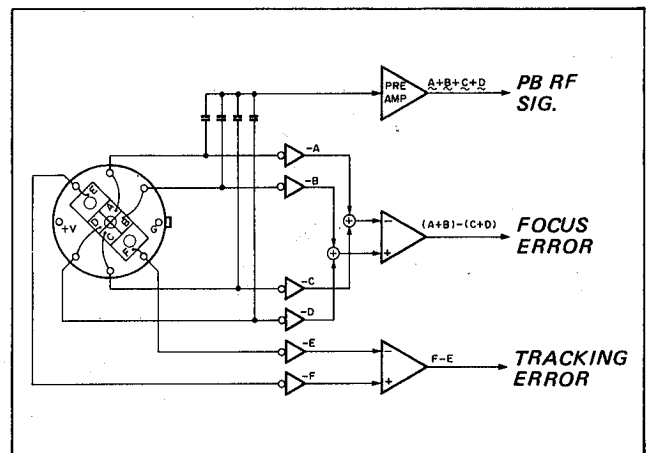 PRE
AMP
A+B+C+D
PB RF
SIG.
-A
-B
E
A
B
D
C
F
+V
G
(A+B)-(C+D)
FOCUS
ERROR
-
+
-C
-D
-E
-F
-
+
F-E
TRACKING
ERROR